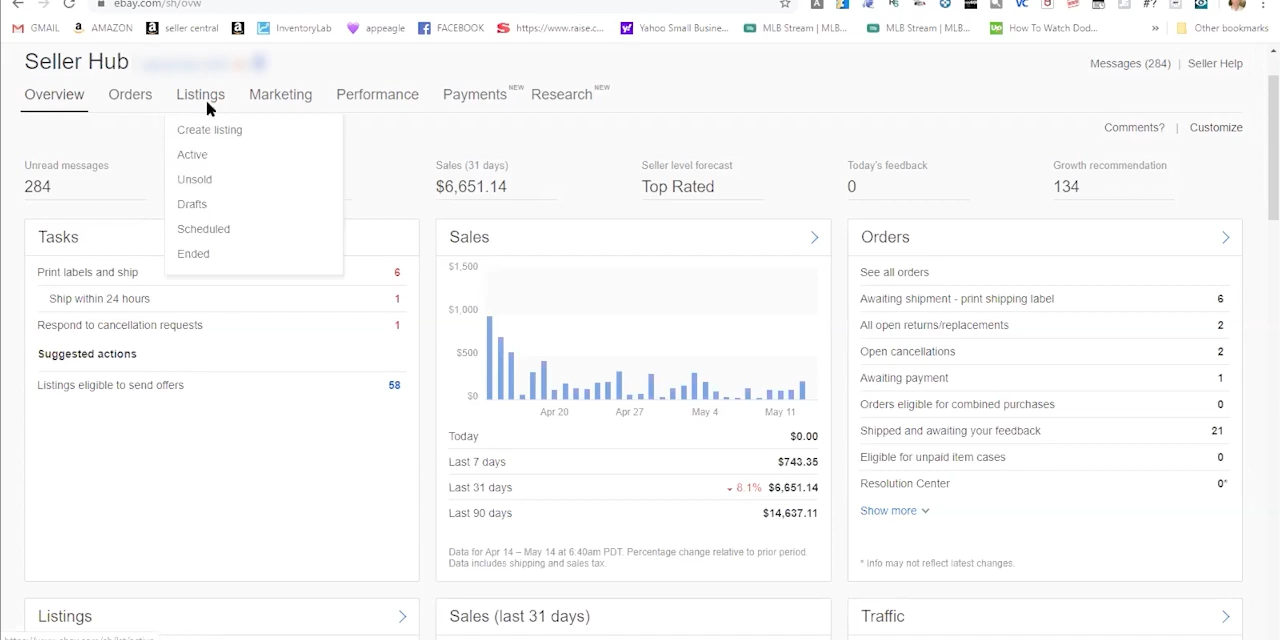 ebay.com/sh/ovw
GMAIL
AMAZON
seller central
InventoryLab
appeagle
FACEBOOK
https://www.raise.c...
Yahoo Small Busine...
MLB Stream | MLB...
MLB Stream | MLB...
How To Watch Dod...
Other bookmarks
Seller Hub
Messages (284) | Seller Help
Overview Orders Listings Marketing Performance Payments NEW Research NEW
Comments? | Customize
Create listing
Active
Unsold
Drafts
Scheduled
Ended
Unread messages
284
Sales (31 days)
$6,651.14
Seller level forecast
Top Rated
Today's feedback
0
Growth recommendation
134
Tasks
Print labels and ship 6
Ship within 24 hours 1
Respond to cancellation requests 1
Suggested actions
Listings eligible to send offers 58
Sales
$1,500
$1,000
$500
$0
Apr 20 Apr 27 May 4 May 11
Today $0.00
Last 7 days $743.35
Last 31 days 8.1% $6,651.14
Last 90 days $14,637.11
Data for Apr 14 – May 14 at 6:40am PDT. Percentage change relative to prior period.
Data includes shipping and sales tax.
Orders
See all orders
Awaiting shipment - print shipping label 6
All open returns/replacements 2
Open cancellations 2
Awaiting payment 1
Orders eligible for combined purchases 0
Shipped and awaiting your feedback 21
Eligible for unpaid item cases 0
Resolution Center 0*
Show more
* Info may not reflect latest changes.
Listings
Sales (last 31 days)
Traffic